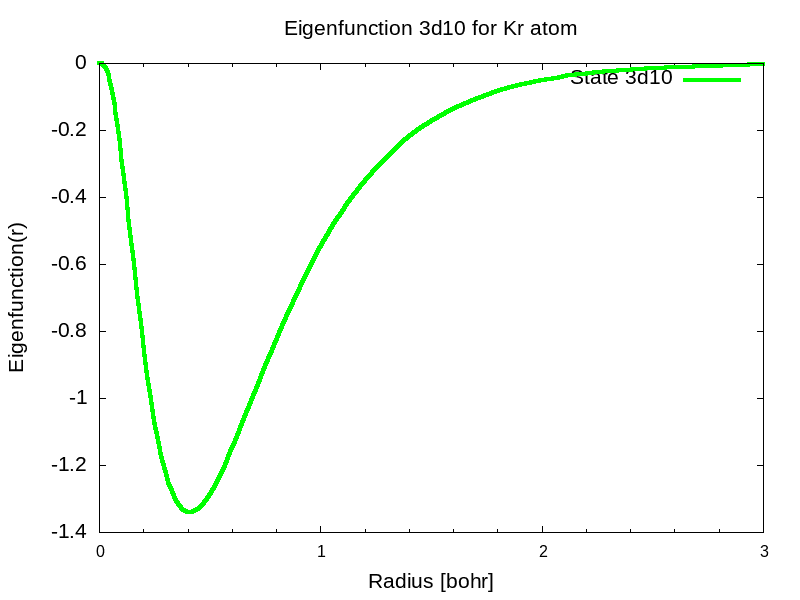 Eigenfunction 3d10 for Kr atom
State 3d10
0
-0.2
-0.4
-0.6
-0.8
-1
-1.2
-1.4
Eigenfunction(r)
0 1 2 3
Radius [bohr]